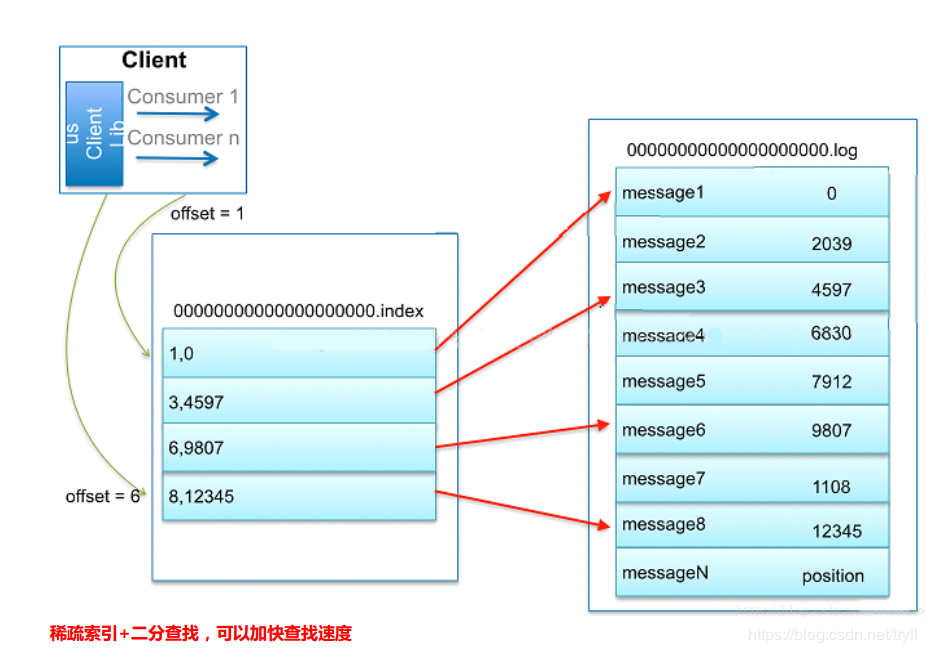 Client
us
Client
Lib
Consumer 1
Consumer n
offset = 1
00000000000000000000.index
1,0
3,4597
6,9807
8,12345
offset = 6
00000000000000000000.log
message1 0
message2 2039
message3 4597
message4 6830
message5 7912
message6 9807
message7 1108
message8 12345
messageN position
稀疏索引+二分查找，可以加快查找速度
https://blog.csdn.net/tryll